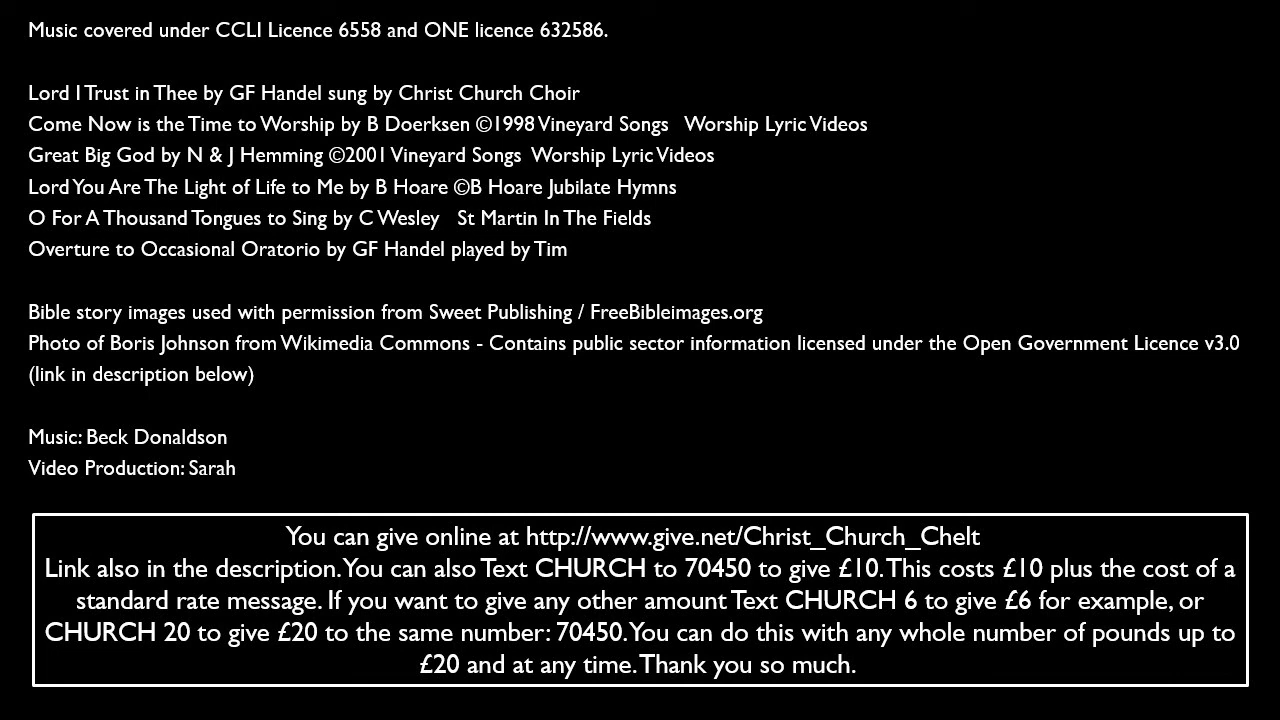 Music covered under CCLI Licence 6558 and ONE licence 632586.
Lord I Trust in Thee by GF Handel sung by Christ Church Choir
Come Now is the Time to Worship by B Doerksen ©1998 Vineyard Songs   Worship Lyric Videos
Great Big God by N & J Hemming ©2001 Vineyard Songs  Worship Lyric Videos
Lord You Are The Light of Life to Me by B Hoare ©B Hoare Jubilate Hymns
O For A Thousand Tongues to Sing by C Wesley   St Martin In The Fields
Overture to Occasional Oratorio by GF Handel played by Tim
Bible story images used with permission from Sweet Publishing / FreeBibleimages.org
Photo of Boris Johnson from Wikimedia Commons - Contains public sector information licensed under the Open Government Licence v3.0
(link in description below)
Music: Beck Donaldson
Video Production: Sarah
You can give online at http://www.give.net/Christ_Church_Chelt
Link also in the description. You can also Text CHURCH to 70450 to give £10. This costs £10 plus the cost of a
standard rate message. If you want to give any other amount Text CHURCH 6 to give £6 for example, or
CHURCH 20 to give £20 to the same number: 70450. You can do this with any whole number of pounds up to
£20 and at any time. Thank you so much.